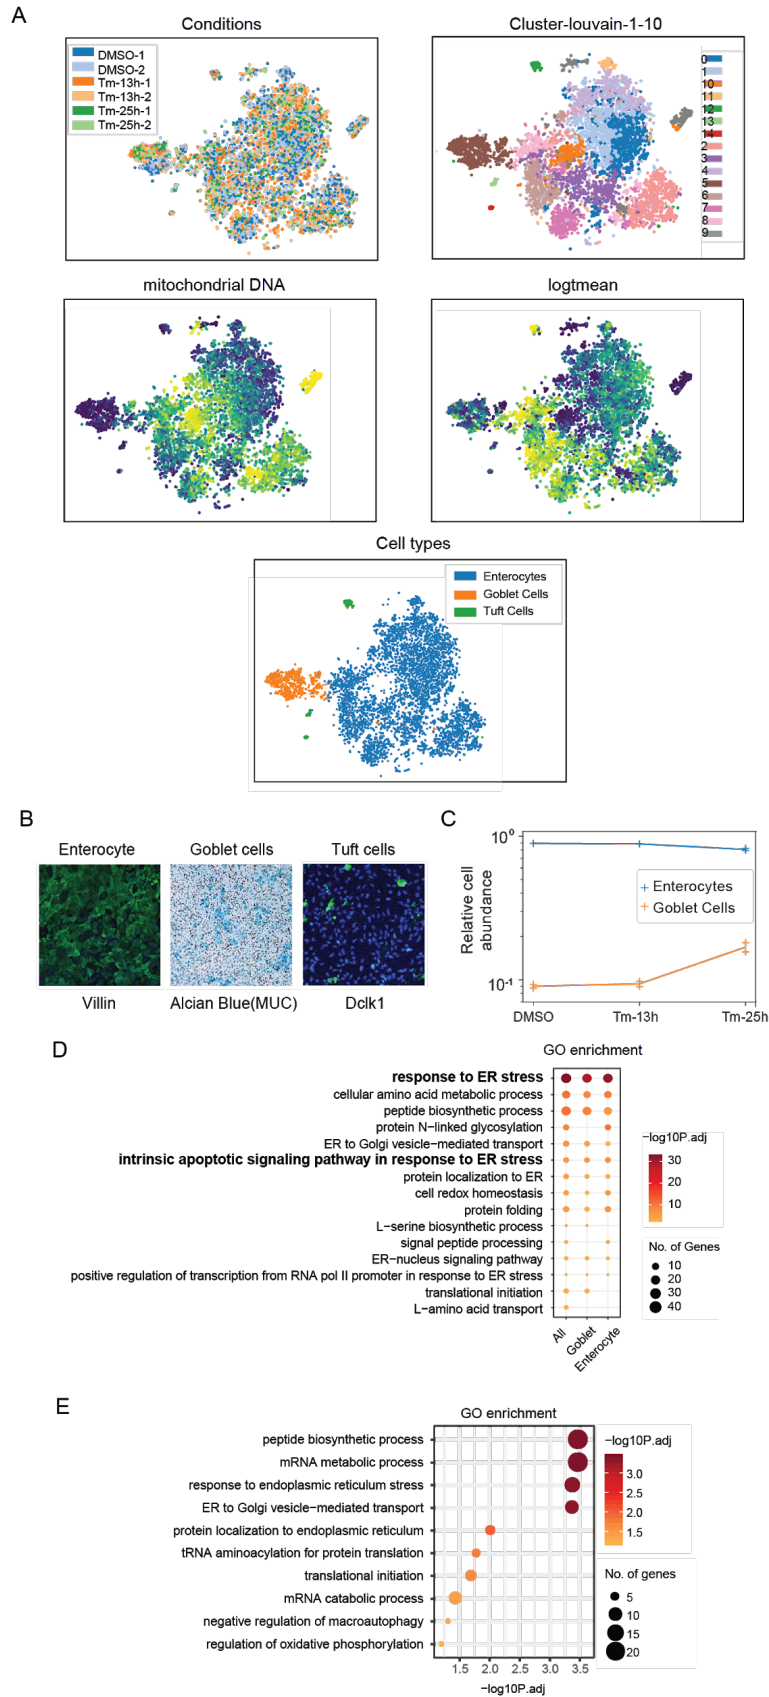 A
Conditions
DMSO-1
DMSO-2
Tm-13h-1
Tm-13h-2
Tm-25h-1
Tm-25h-2
Cluster-louvain-1-10
0
1
10
11
12
13
14
2
3
4
5
6
7
8
9
mitochondrial DNA
logtmean
Cell types
Enterocytes
Goblet Cells
Tuft Cells
B
Enterocyte
Goblet cells
Tuft cells
Villin
Alcian Blue(MUC)
Dclk1
C
Relative cell
abundance
10⁰
10⁻¹
Enterocytes
Goblet Cells
DMSO
Tm-13h
Tm-25h
D
GO enrichment
response to ER stress
cellular amino acid metabolic process
peptide biosynthetic process
protein N-linked glycosylation
ER to Golgi vesicle−mediated transport
intrinsic apoptotic signaling pathway in response to ER stress
protein localization to ER
cell redox homeostasis
protein folding
L−serine biosynthetic process
signal peptide processing
ER−nucleus signaling pathway
positive regulation of transcription from RNA pol II promoter in response to ER stress
translational initiation
L−amino acid transport
All
Goblet
Enterocyte
−log10P.adj
30
20
10
No. of Genes
10
20
30
40
E
GO enrichment
peptide biosynthetic process
mRNA metabolic process
response to endoplasmic reticulum stress
ER to Golgi vesicle−mediated transport
protein localization to endoplasmic reticulum
tRNA aminoacylation for protein translation
translational initiation
mRNA catabolic process
negative regulation of macroautophagy
regulation of oxidative phosphorylation
1.5 2.0 2.5 3.0 3.5
−log10P.adj
−log10P.adj
3.0
2.5
2.0
1.5
No. of genes
5
10
15
20